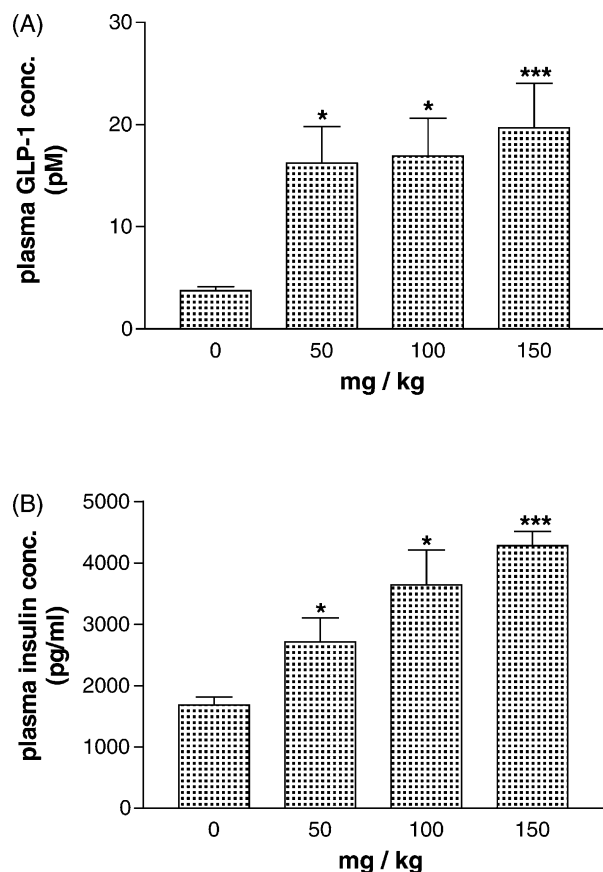 (A)
30
20
10
0
plasma GLP-1 conc.
(pM)
*
*
***
0 50 100 150
mg / kg
(B)
5000
4000
3000
2000
1000
0
plasma insulin conc.
(pg/ml)
*
*
***
0 50 100 150
mg / kg